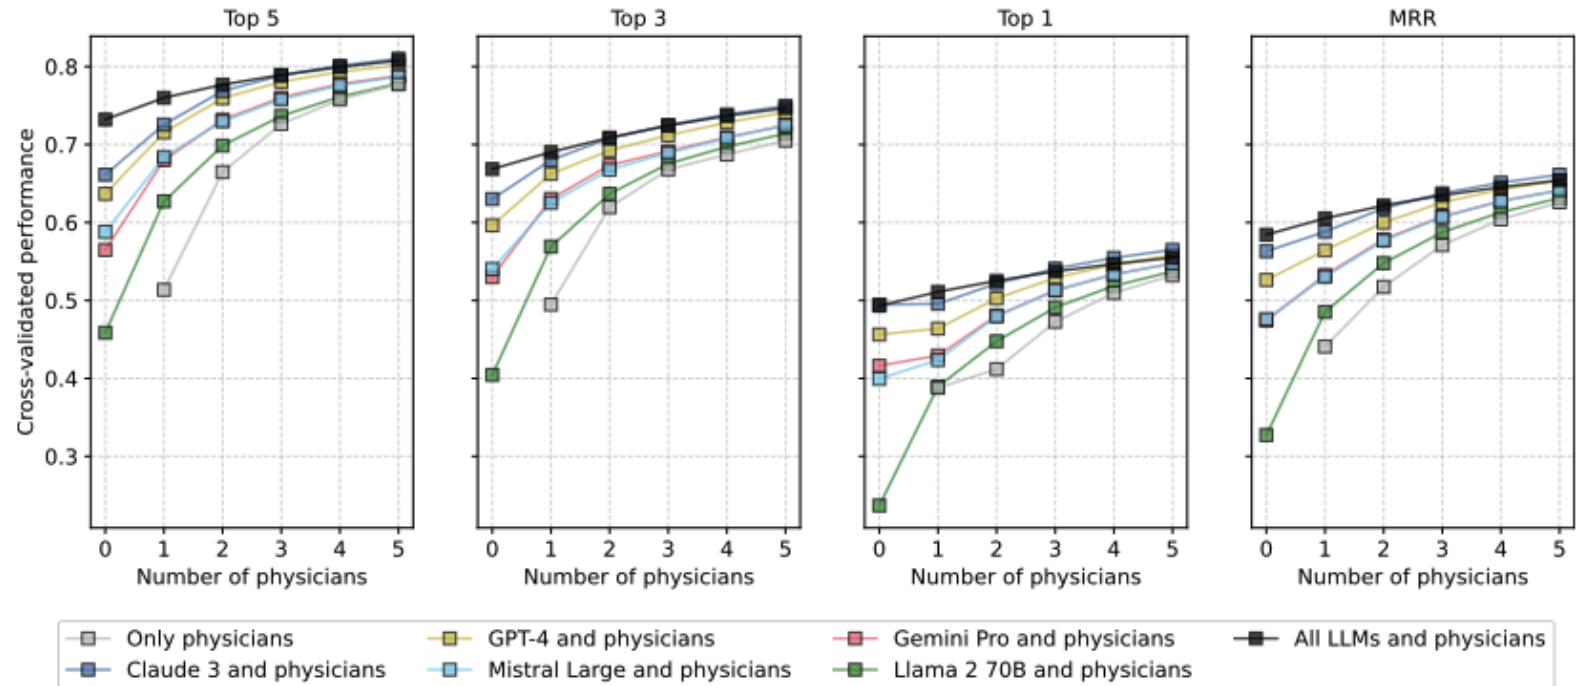 Top 5 Top 3 Top 1 MRR
0.8
0.7
0.6
0.5
0.4
0.3
Cross-validated performance
0 1 2 3 4 5 0 1 2 3 4 5 0 1 2 3 4 5 0 1 2 3 4 5
Number of physicians Number of physicians Number of physicians Number of physicians
Only physicians GPT-4 and physicians Gemini Pro and physicians All LLMs and physicians
Claude 3 and physicians Mistral Large and physicians Llama 2 70B and physicians